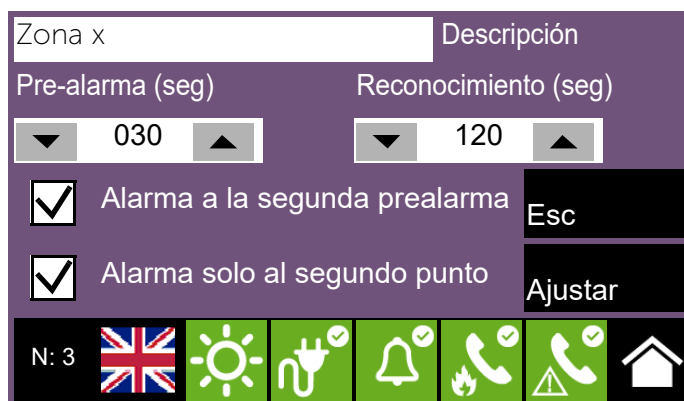 Zona x Descripción
Pre-alarma (seg) Reconocimiento (seg)
030 120
Alarma a la segunda prealarma
Esc
Alarma solo al segundo punto
Ajustar
N: 3